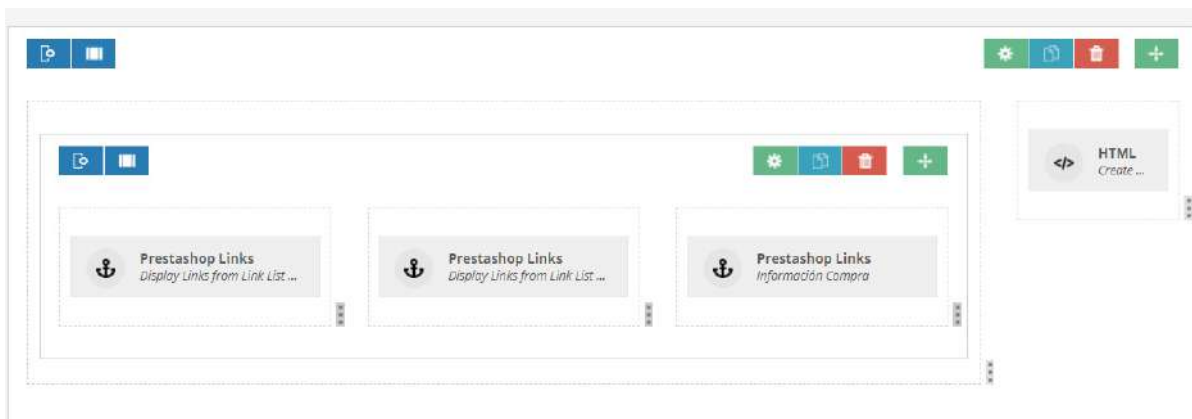 HTML
Create ...
Prestashop Links
Display Links from Link List ...
Prestashop Links
Display Links from Link List ...
Prestashop Links
Información Compra